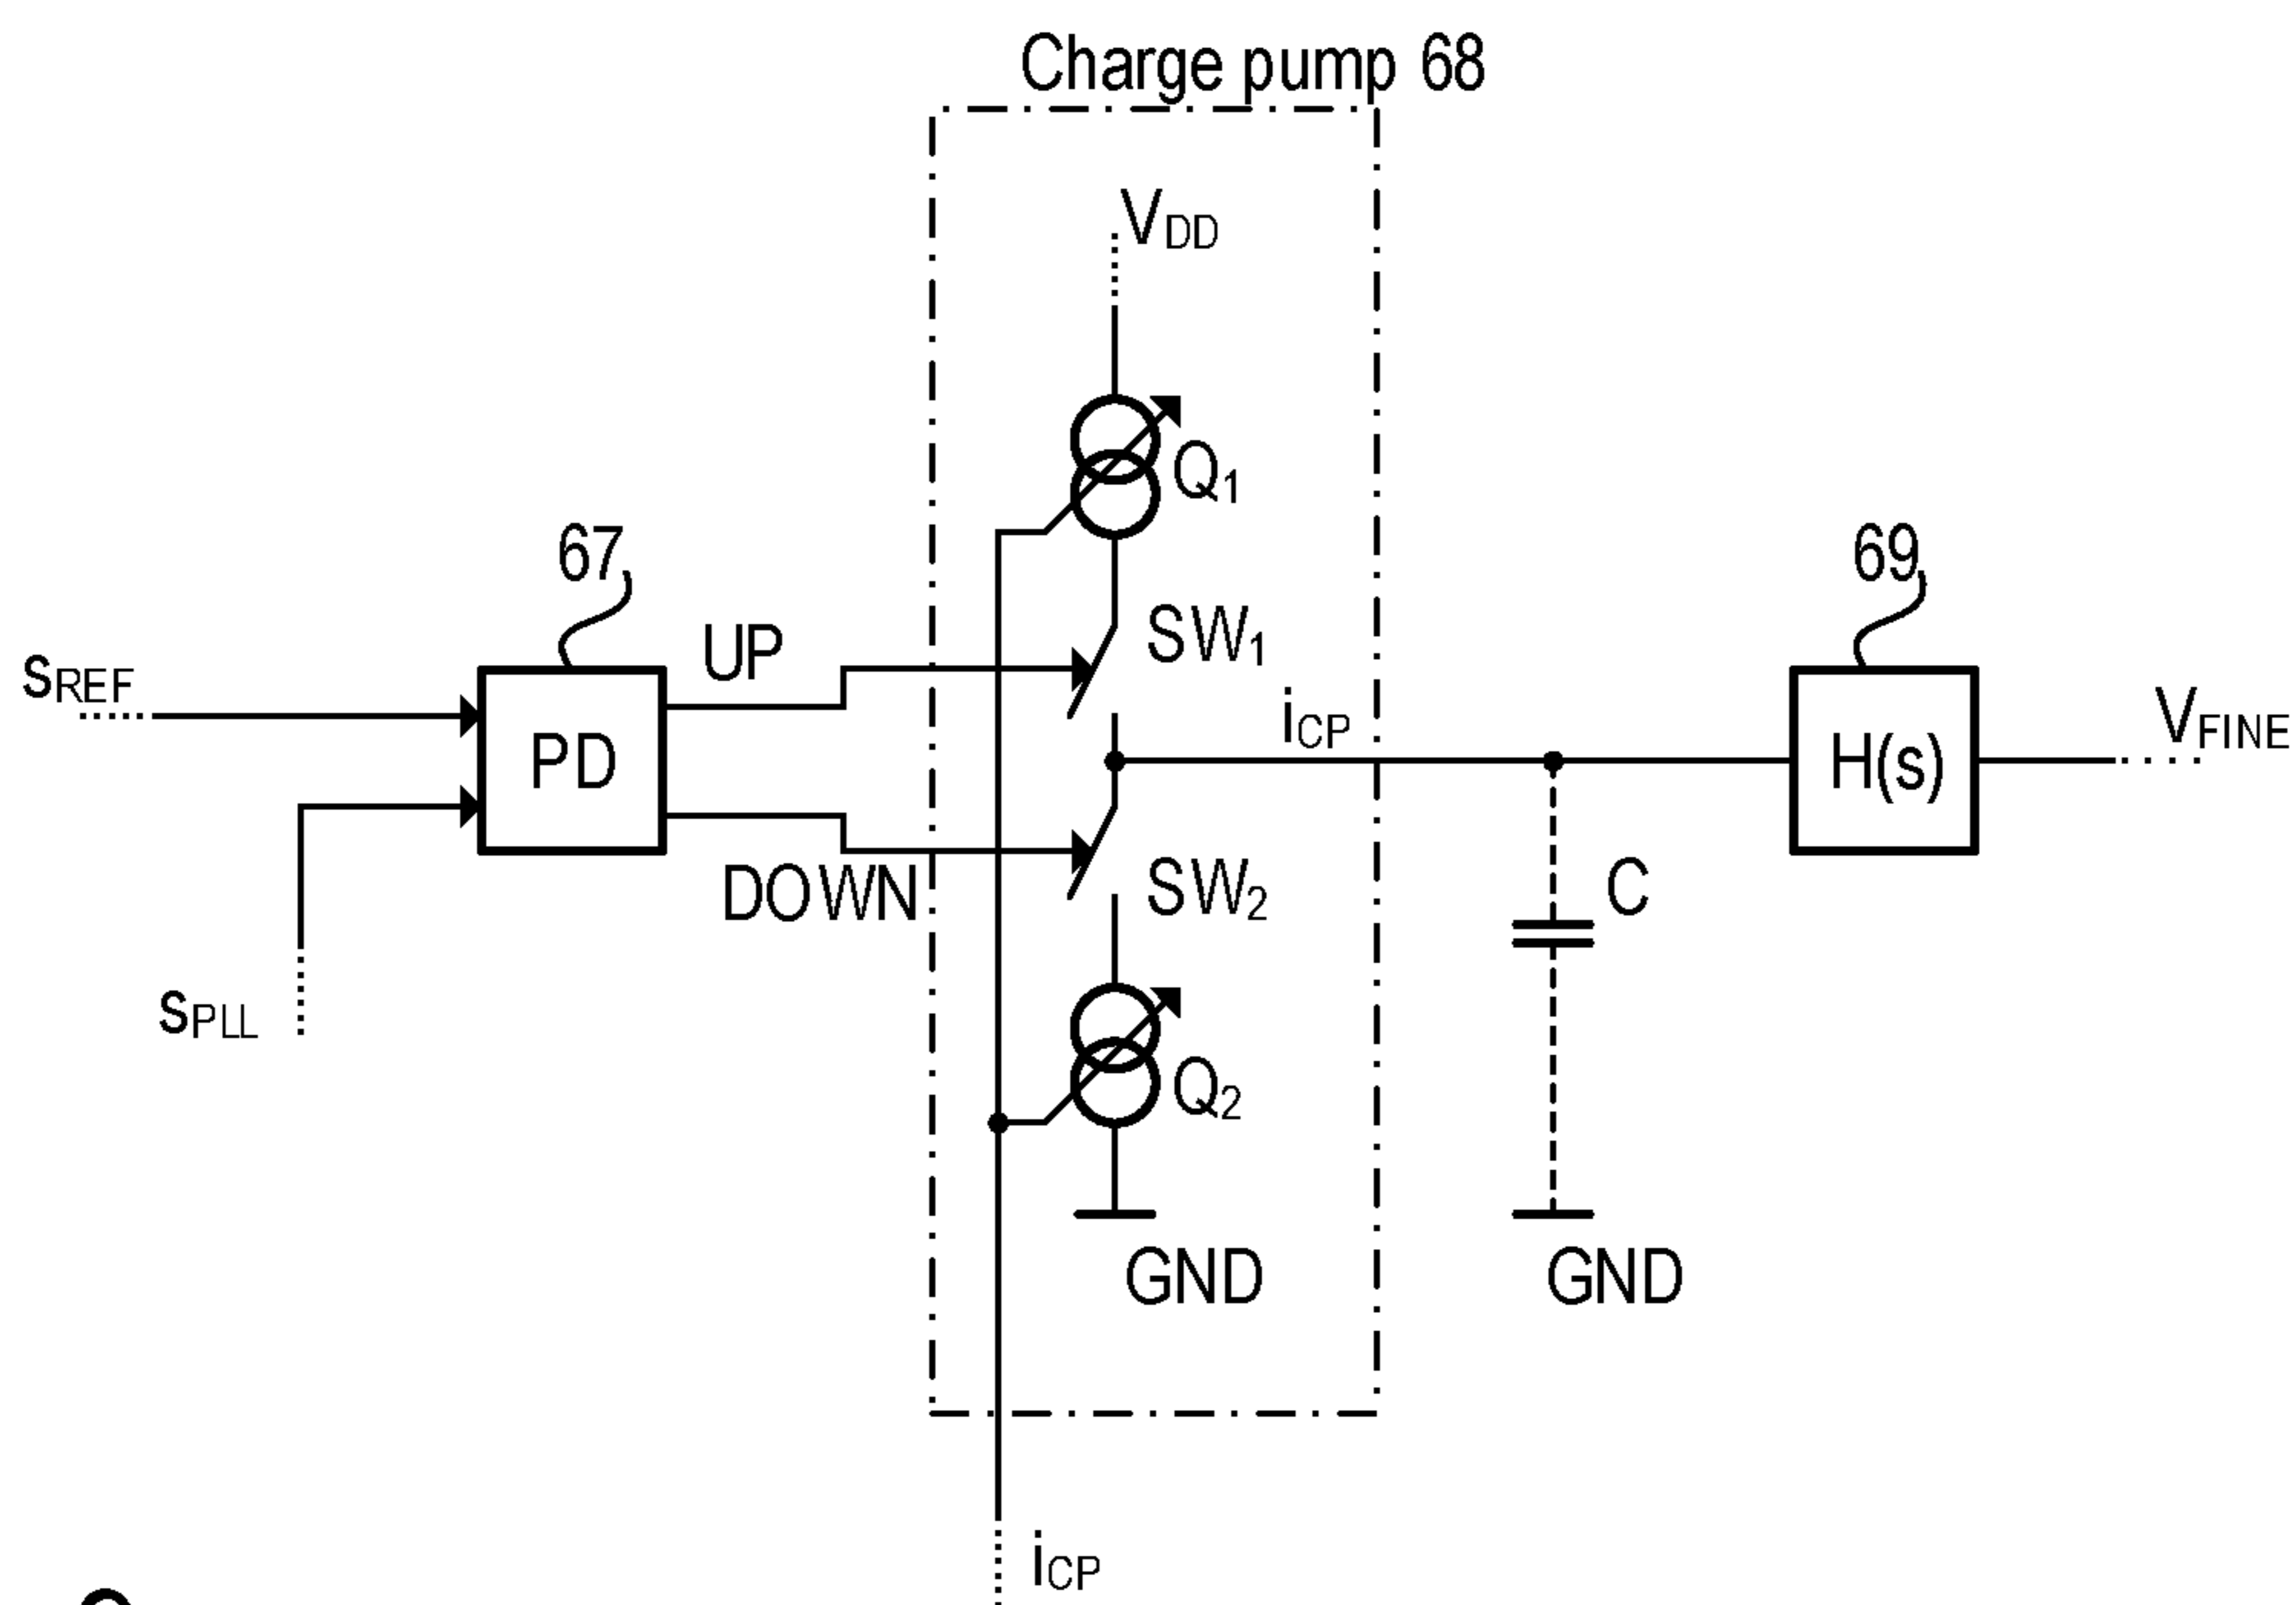 Charge pump 68
VDD
Q1
67
69
UP
SW1
sREF
iCP
VFINE
PD
H(s)
DOWN
SW2
C
sPLL
Q2
GND
GND
iCP